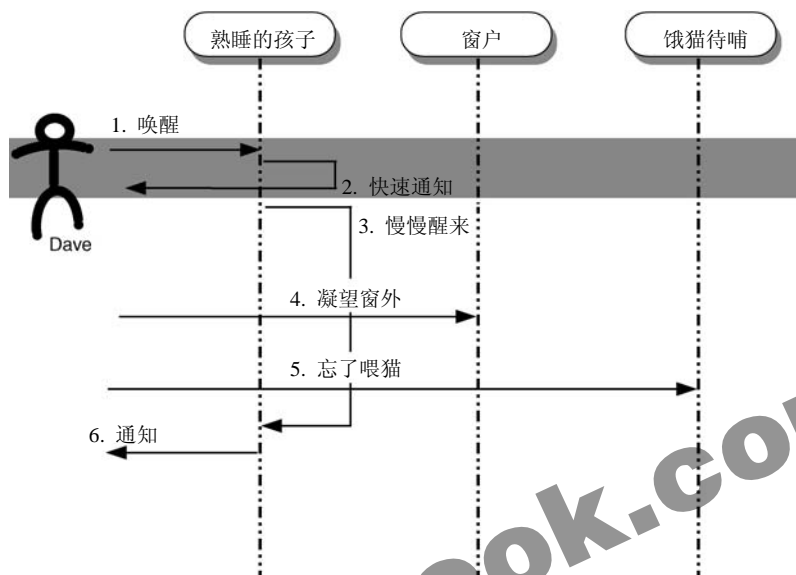 熟睡的孩子
窗户
饿猫待哺
1. 唤醒
2. 快速通知
3. 慢慢醒来
Dave
4. 凝望窗外
5. 忘了喂猫
6. 通知
ok.co